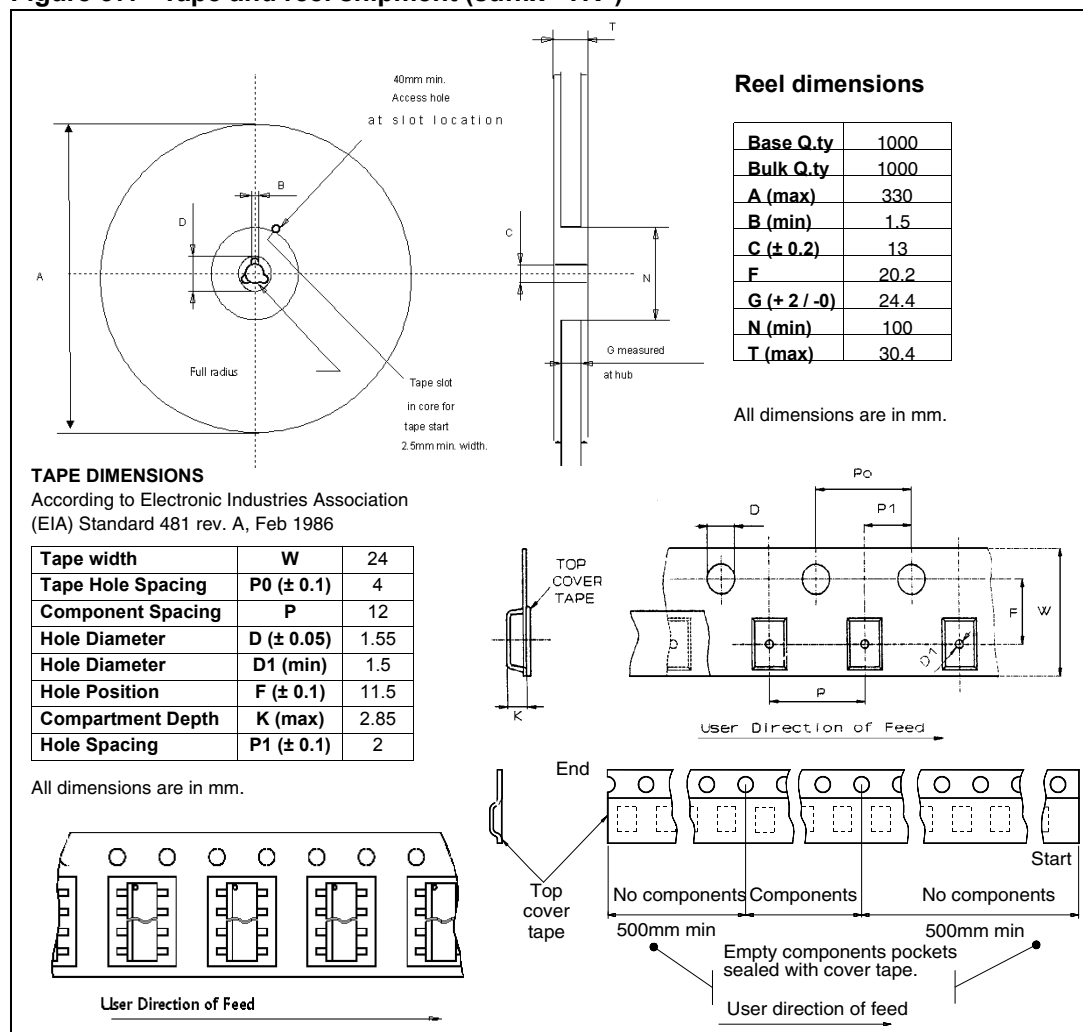 T
40mm min.
Access hole
at slot location
B
D
A
C
N
Full radius
Tape slot
in core for
tape start
2.5mm min. width.
G measured
at hub
Reel dimensions
Base Q.ty 1000
Bulk Q.ty 1000
A (max) 330
B (min) 1.5
C (± 0.2) 13
F 20.2
G (+ 2 / -0) 24.4
N (min) 100
T (max) 30.4
All dimensions are in mm.
TAPE DIMENSIONS
According to Electronic Industries Association
(EIA) Standard 481 rev. A, Feb 1986
Tape width W 24
Tape Hole Spacing P0 (± 0.1) 4
Component Spacing P 12
Hole Diameter D (± 0.05) 1.55
Hole Diameter D1 (min) 1.5
Hole Position F (± 0.1) 11.5
Compartment Depth K (max) 2.85
Hole Spacing P1 (± 0.1) 2
All dimensions are in mm.
Po
D
P1
TOP
COVER
TAPE
F
W
D1
K
P
User Direction of Feed
End
Start
Top
cover
tape
No components
Components
No components
500mm min
500mm min
Empty components pockets
sealed with cover tape.
User direction of feed
User Direction of Feed